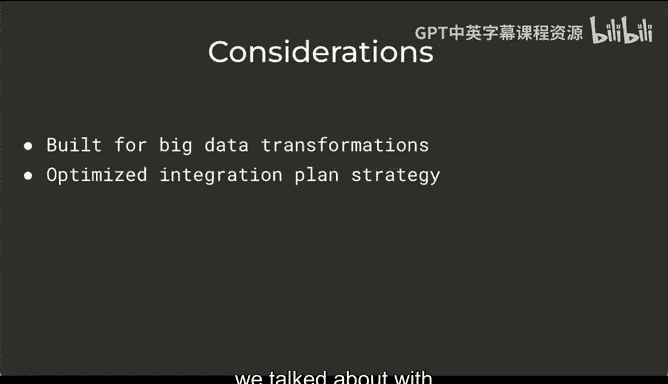 GPT中英字幕课程资源 bilibili
Considerations
• Built for big data transformations
• Optimized integration plan strategy
we talked about with